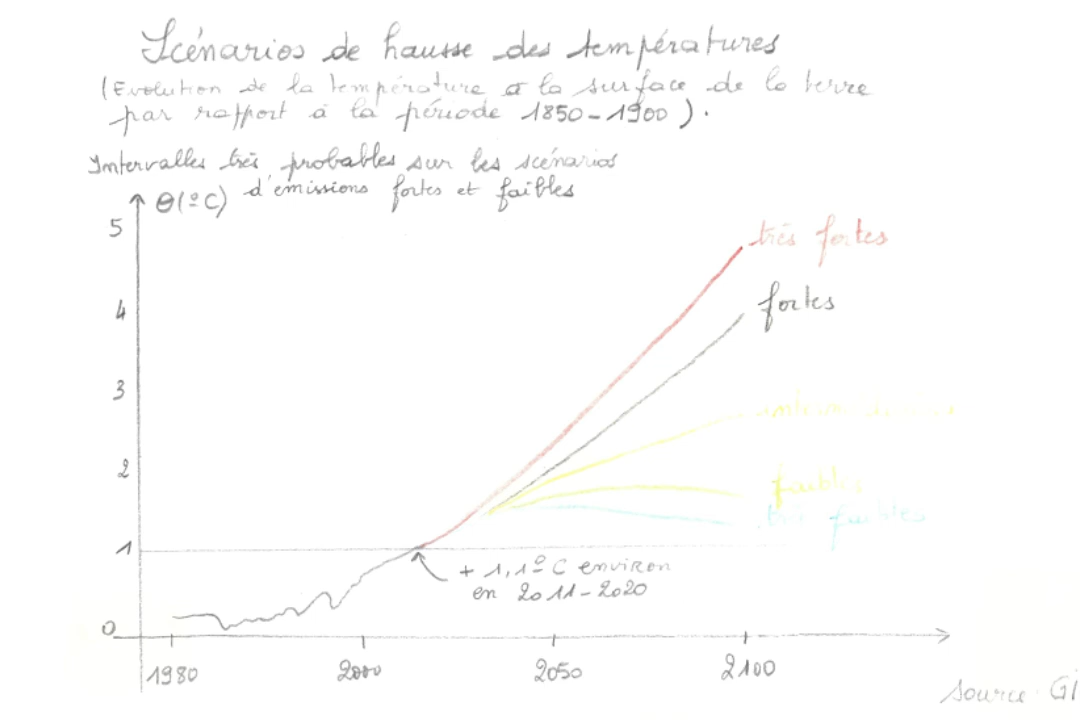 Scénarios de hausse des températures
(Evolution de la température à la surface de la terre
par rapport à la période 1850-1900).
Intervalles très probables sur les scénarios
d'émissions fortes et faibles
θ(ºC)
5
très fortes
4
fortes
3
2
faibles
très faibles
1
+ 1,1º C environ
en 2011-2020
0
1980
2000
2050
2100
source GI